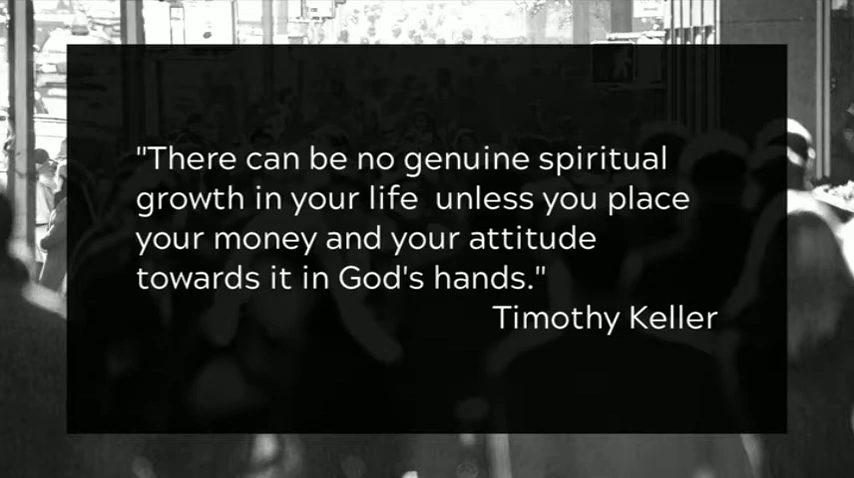 "There can be no genuine spiritual
growth in your life  unless you place
your money and your attitude
towards it in God's hands."
Timothy Keller